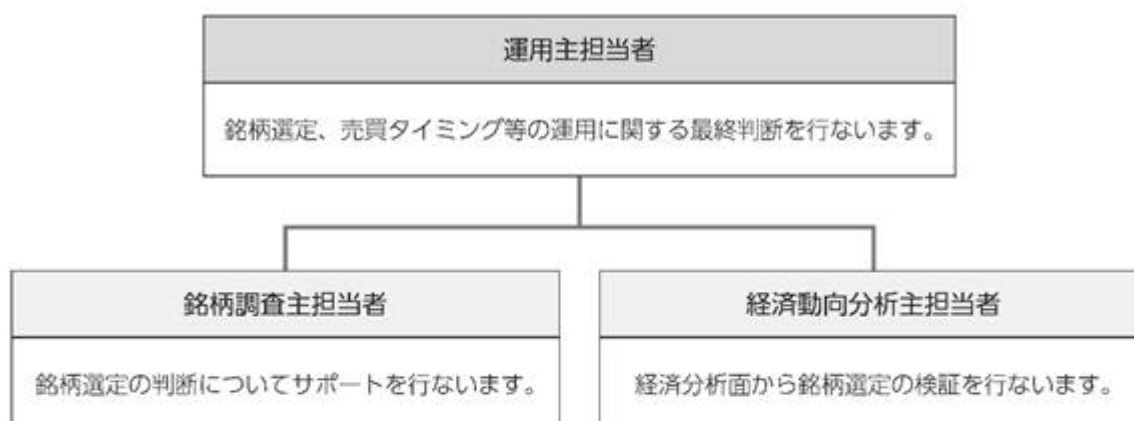 運用主担当者
銘柄選定、売買タイミング等の運用に関する最終判断を行ないます。
銘柄調査主担当者
銘柄選定の判断についてサポートを行ないます。
経済動向分析主担当者
経済分析面から銘柄選定の検証を行ないます。